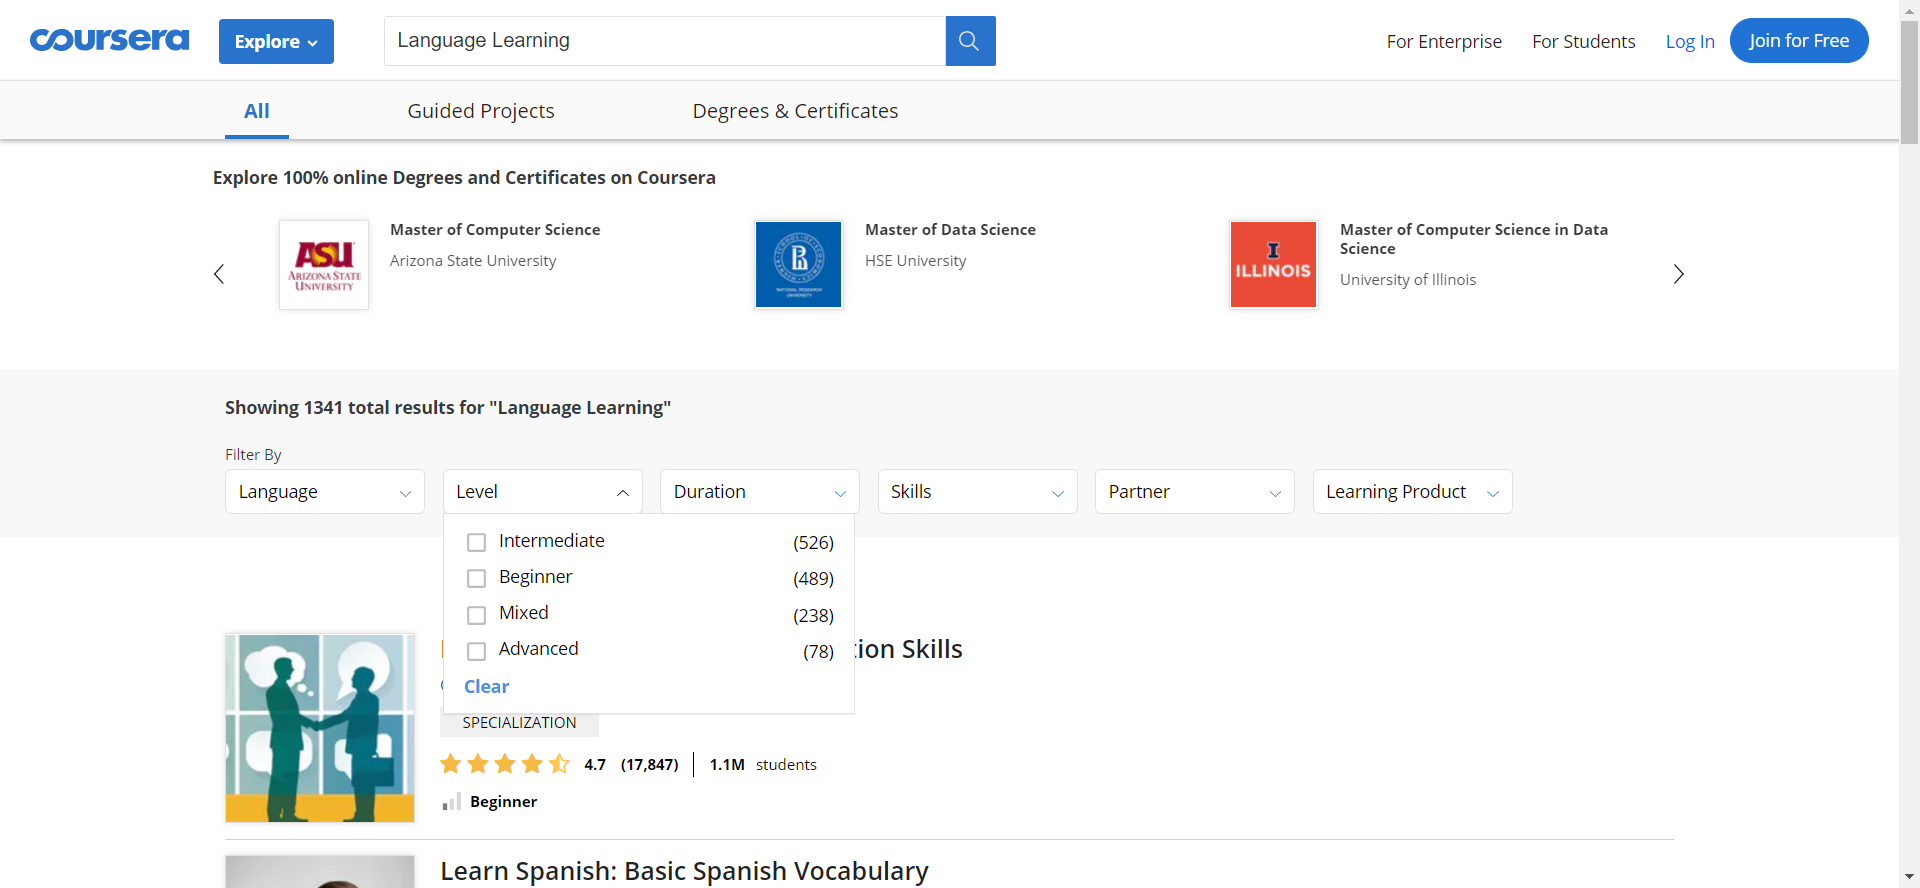 coursera
Explore
Language Learning
For Enterprise
For Students
Log In
Join for Free
All
Guided Projects
Degrees & Certificates
Explore 100% online Degrees and Certificates on Coursera
ASU
ARIZONA STATE
UNIVERSITY
Master of Computer Science
Arizona State University
Master of Data Science
HSE University
I
ILLINOIS
Master of Computer Science in Data
Science
University of Illinois
Showing 1341 total results for "Language Learning"
Filter By
Language
Level
Duration
Skills
Partner
Learning Product
Intermediate (526)
Beginner (489)
Mixed (238)
Advanced (78)
Clear
Skills
SPECIALIZATION
4.7 (17,847) 1.1M students
Beginner
Learn Spanish: Basic Spanish Vocabulary